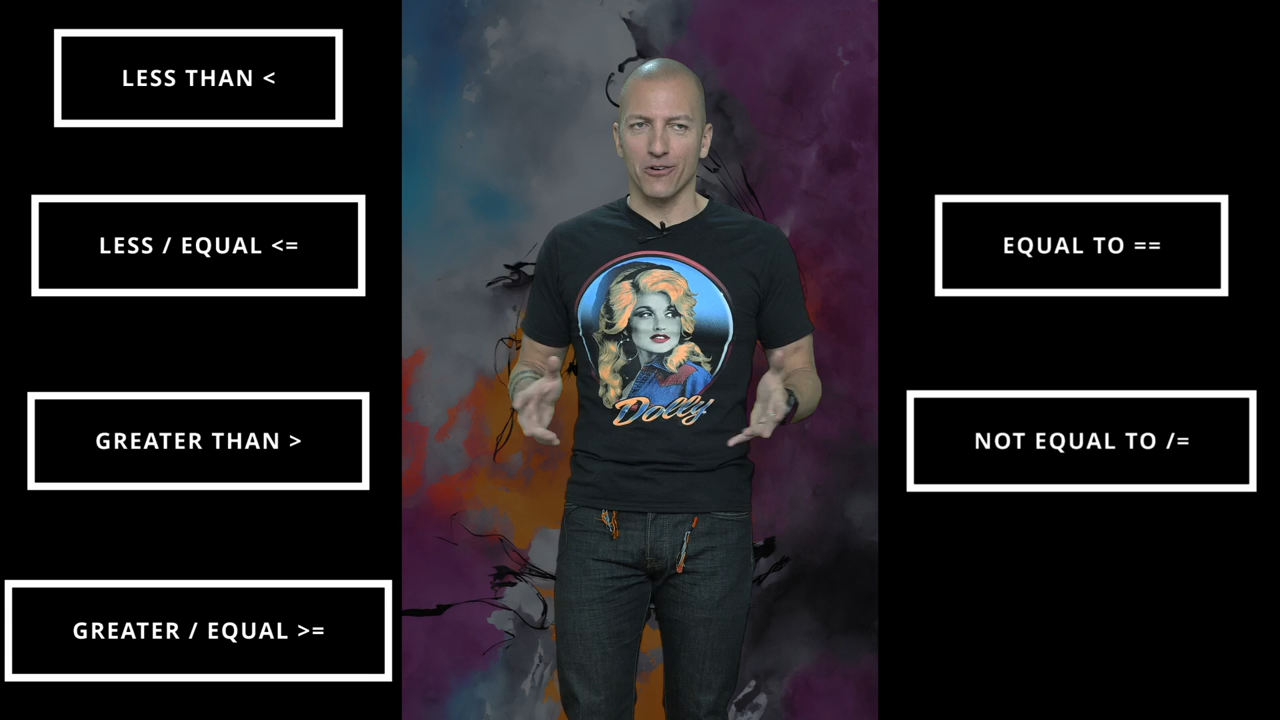 LESS THAN <
LESS / EQUAL <=
GREATER THAN >
GREATER / EQUAL >=
Dolly
EQUAL TO ==
NOT EQUAL TO /=